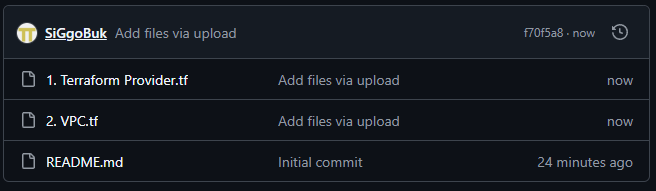 SiGgoBuk Add files via upload f70f5a8 · now
1. Terraform Provider.tf Add files via upload now
2. VPC.tf Add files via upload now
README.md Initial commit 24 minutes ago